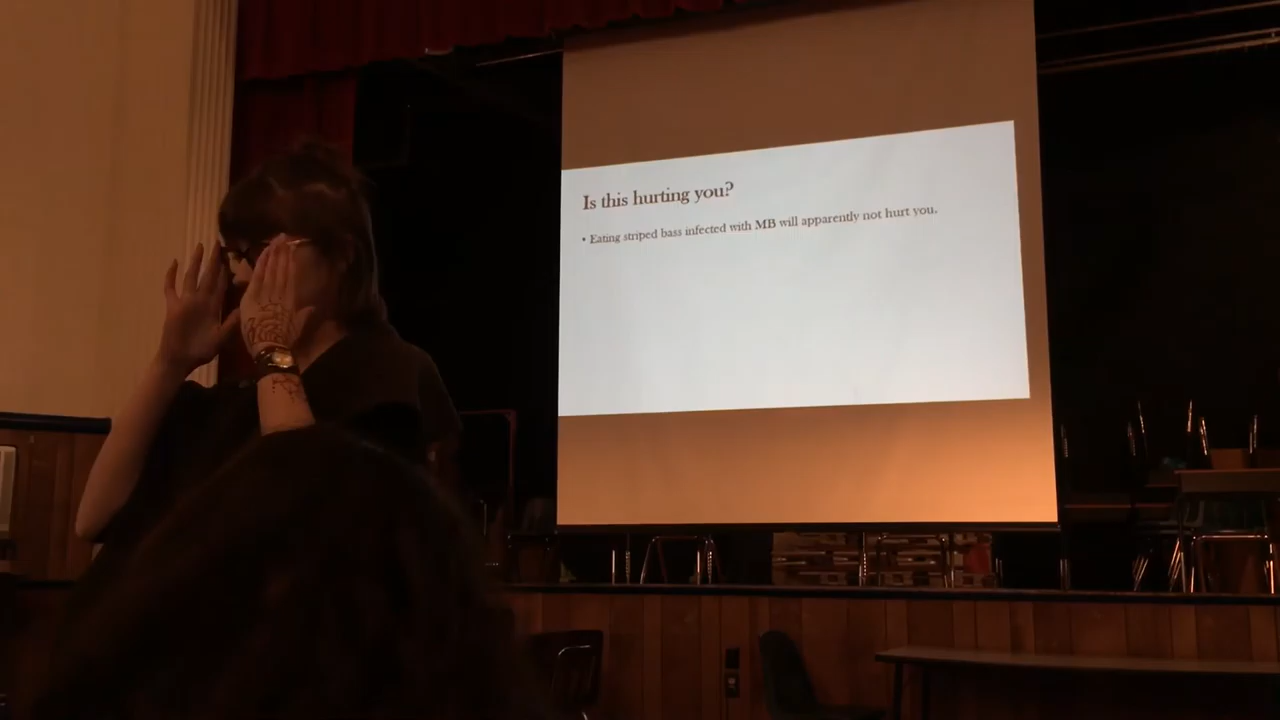 Is this hurting you?
• Eating striped bass infected with MB will apparently not hurt you.